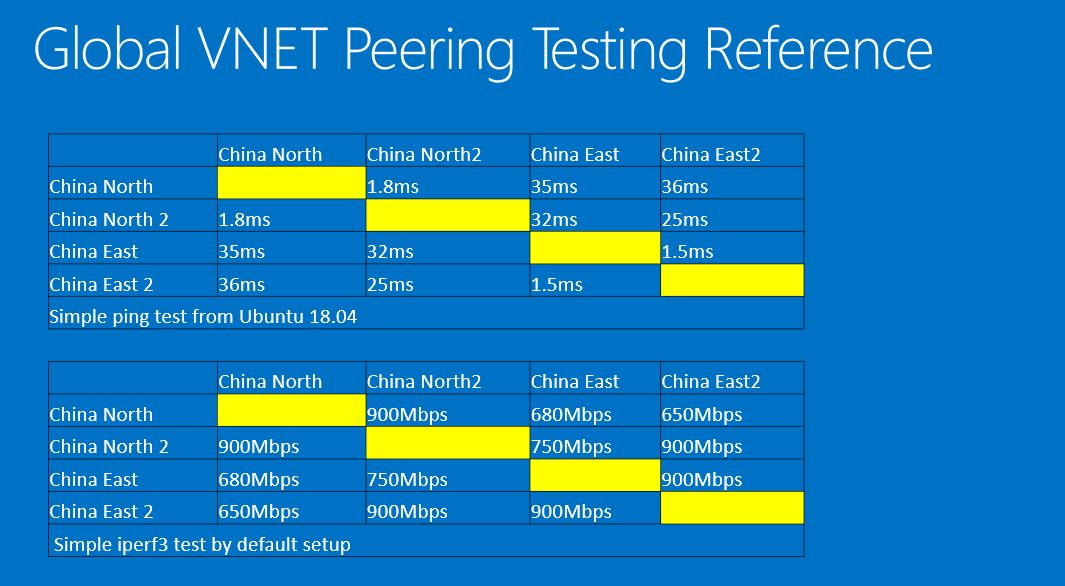 Global VNET Peering Testing Reference
China North China North2 China East China East2
China North 1.8ms 35ms 36ms
China North 2 1.8ms 32ms 25ms
China East 35ms 32ms 1.5ms
China East 2 36ms 25ms 1.5ms
Simple ping test from Ubuntu 18.04
China North China North2 China East China East2
China North 900Mbps 680Mbps 650Mbps
China North 2 900Mbps 750Mbps 900Mbps
China East 680Mbps 750Mbps 900Mbps
China East 2 650Mbps 900Mbps 900Mbps
Simple iperf3 test by default setup